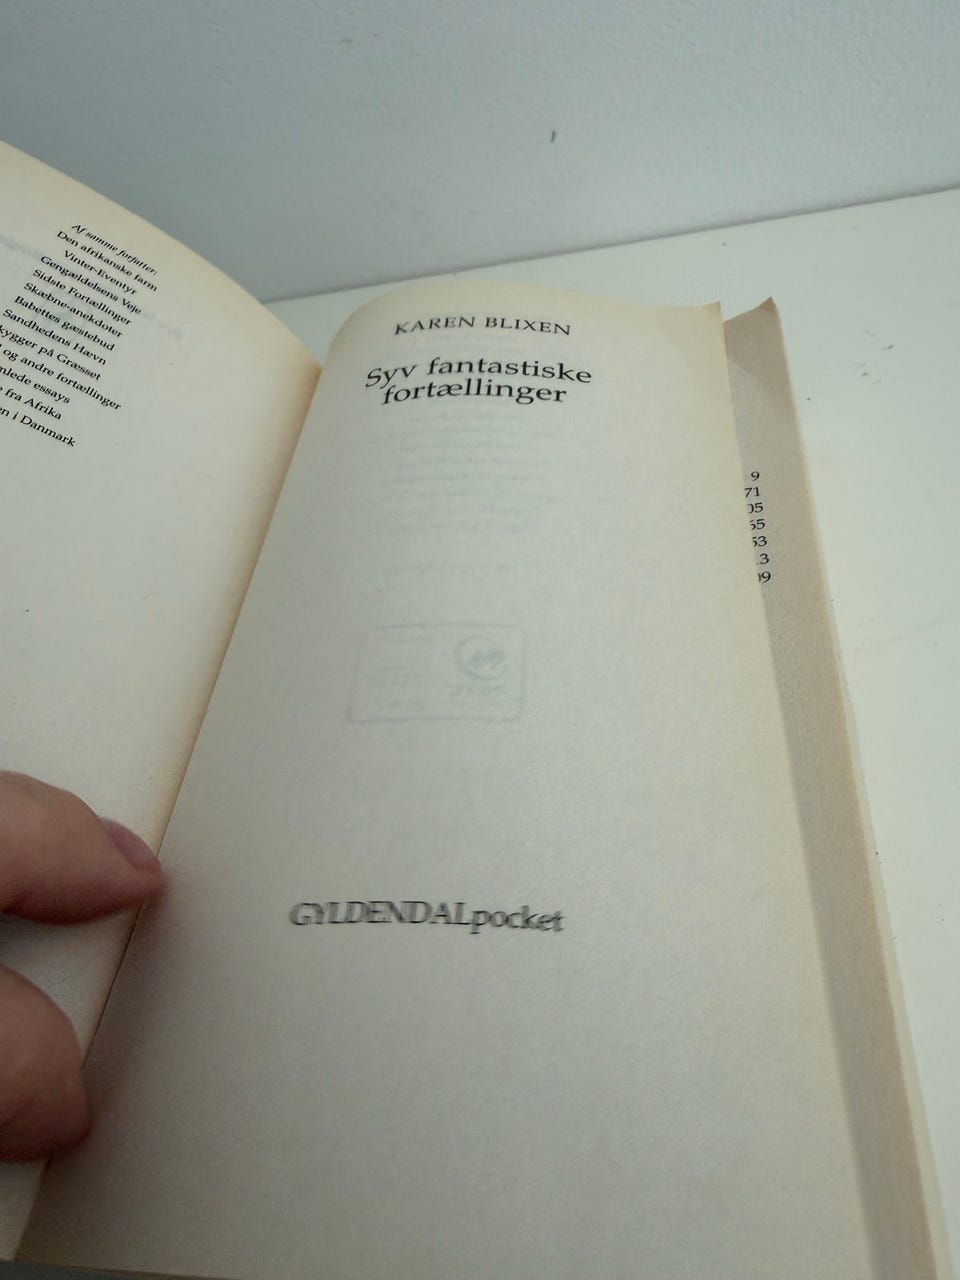 Af samme forfatter:
Den afrikanske farm
Vinter-Eventyr
Gengældelsens Veje
Sidste Fortællinger
Skæbne-anekdoter
Babettes gæstebud
Sandhedens Hævn
på Græsset
og andre fortællinger
essays
fra Afrika
i Danmark
KAREN BLIXEN
Syv fantastiske
fortællinger
GYLDENDALpocket
9
71